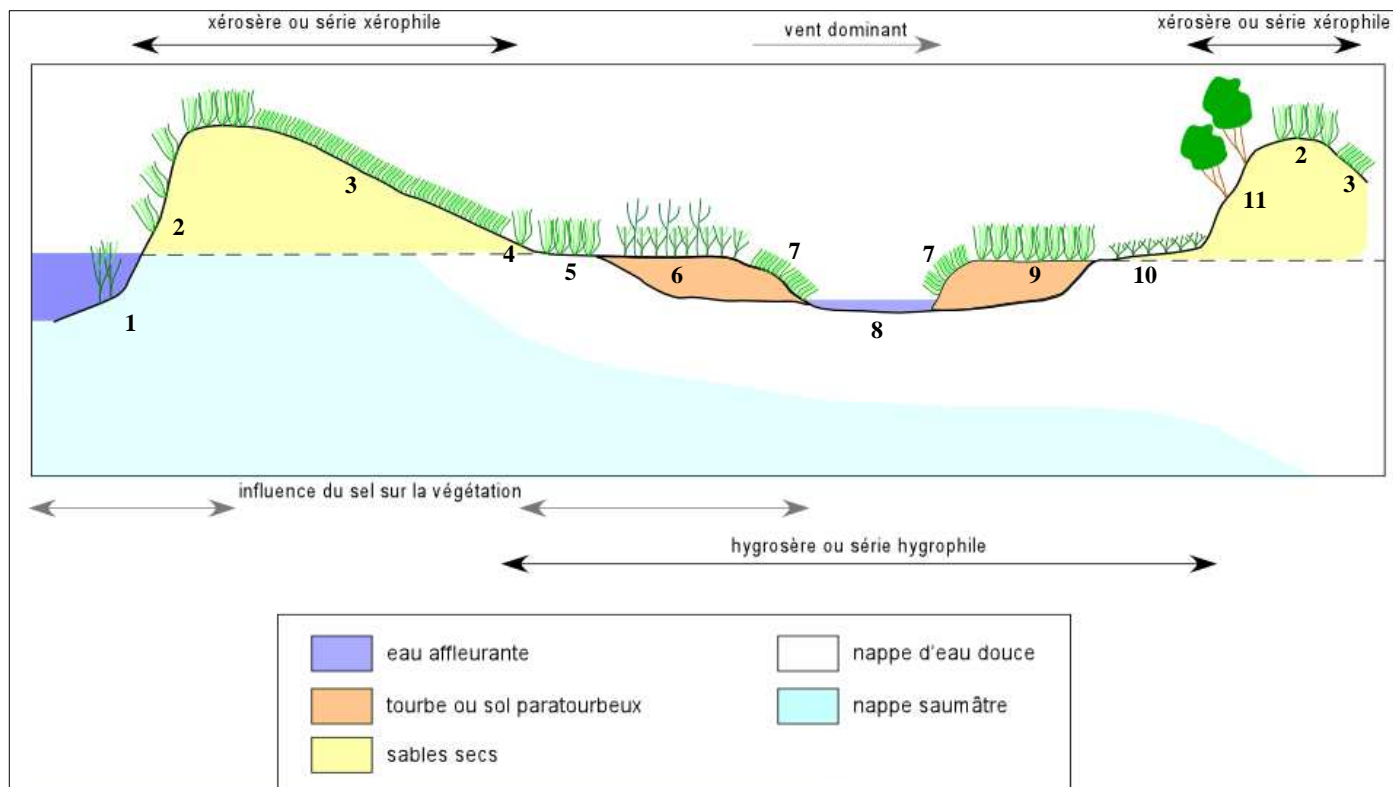 xérosère ou série xérophile
vent dominant
xérosère ou série xérophile
2
3
11
2
3
4
5
6
7
7
9
10
2
1
8
influence du sel sur la végétation
hygrosère ou série hygrophile
eau affleurante
nappe d'eau douce
tourbe ou sol paratourbeux
nappe saumâtre
sables secs